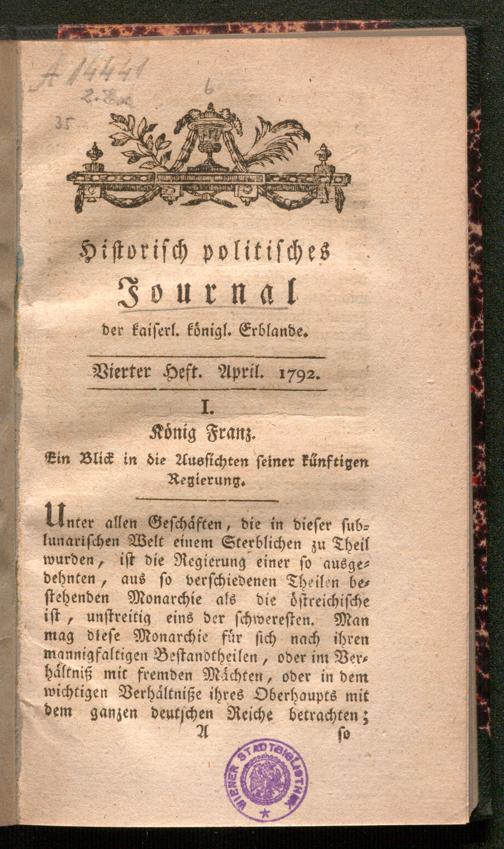 A 14441
2. Ex
6
35
Historisch politisches
Journal
der kaiserl. königl. Erblande.
Vierter Heft. April. 1792.
I.
König Franz.
Ein Blick in die Aussichten seiner künftigen
Regierung.
Unter allen Geschäften, die in dieser sub-
lunarischen Welt einem Sterblichen zu Theil
wurden, ist die Regierung einer so ausge-
dehnten, aus so verschiedenen Theilen be-
stehenden Monarchie als die östreichische
ist, unstreitig eins der schweresten. Man
mag diese Monarchie für sich nach ihren
mannigfaltigen Bestandtheilen, oder im Ver-
hältniß mit fremden Mächten, oder in dem
wichtigen Verhältniße ihres Oberhaupts mit
dem ganzen deutschen Reiche betrachten;
A so
WIENER STADTBIBLIOTHEK